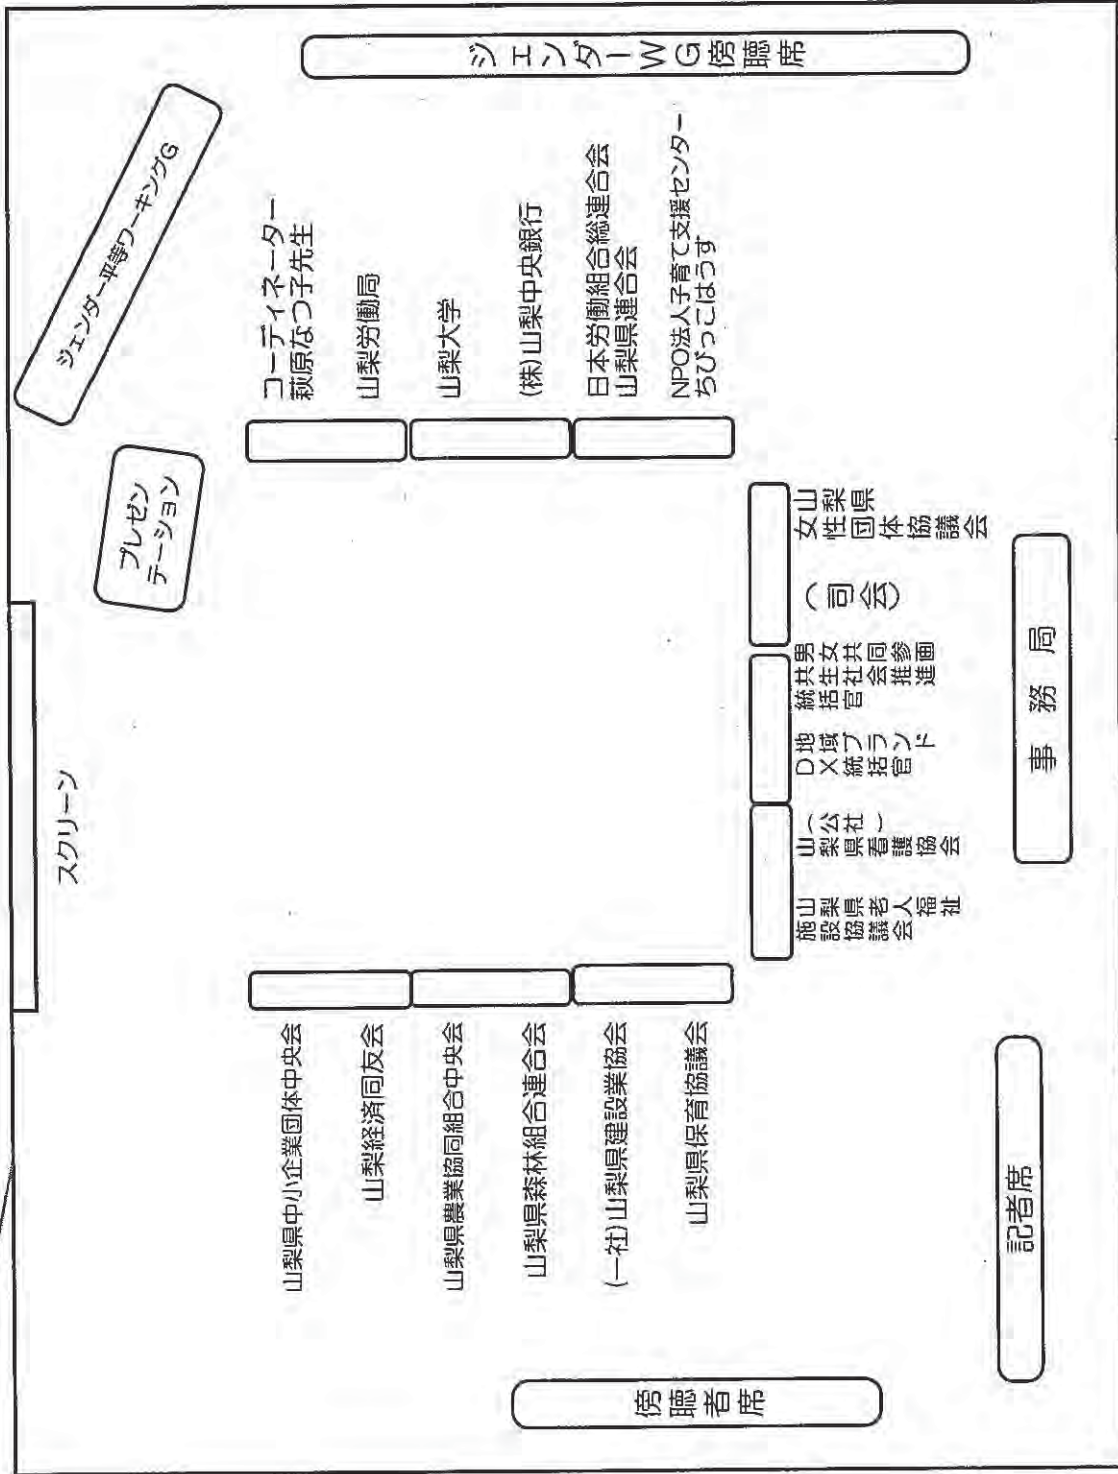 スクリーン
プレゼン
テーション
ジェンダー平等ワーキングG
山梨県中小企業団体中央会
山梨経済同友会
山梨県農業協同組合中央会
山梨県森林組合連合会
(一社)山梨県建設業協会
山梨県保育協議会
コーディネーター
萩原なつ子先生
山梨労働局
山梨大学
(株)山梨中央銀行
日本労働組合総連合会
山梨県連合会
NPO法人子育て支援センター
ちびっこはうす
山梨県老人福祉
施設協議会
(公社)
山梨県看護協会
地域ブランド
DX統括官
男女共同参画
共生社会推進
統括官
(司会)
山梨県
女性団体協議会
ジェンダーWG傍聴席
傍聴者席
記者席
事務局